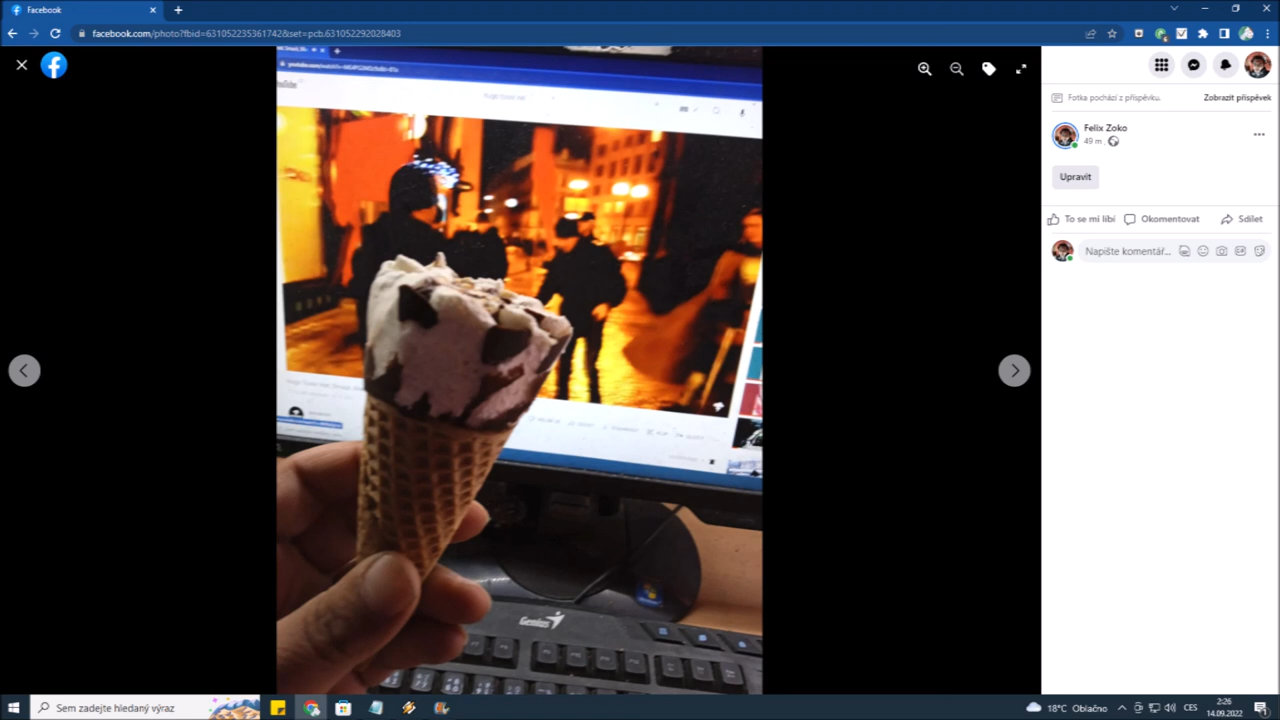 Facebook
facebook.com/photo?fbid=631052235361742&set=pcb.631052292028403
Fotka pochází z příspěvku.
Zobrazit příspěvek
Felix Zoko
49 m
Upravit
To se mi líbí
Okomentovat
Sdílet
Napište komentář...
Genius
Sem zadejte hledaný výraz
18°C Oblačno
CES
2:26
14.09.2022